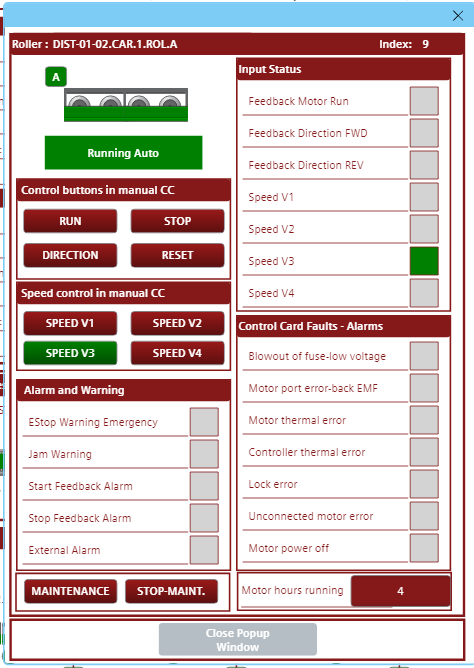 Roller : DIST-01-02.CAR.1.ROL.A
Index: 9
A
Running Auto
Control buttons in manual CC
RUN
STOP
DIRECTION
RESET
Speed control in manual CC
SPEED V1
SPEED V2
SPEED V3
SPEED V4
Alarm and Warning
EStop Warning Emergency
Jam Warning
Start Feedback Alarm
Stop Feedback Alarm
External Alarm
MAINTENANCE
STOP-MAINT.
Input Status
Feedback Motor Run
Feedback Direction FWD
Feedback Direction REV
Speed V1
Speed V2
Speed V3
Speed V4
Control Card Faults - Alarms
Blowout of fuse-low voltage
Motor port error-back EMF
Motor thermal error
Controller thermal error
Lock error
Unconnected motor error
Motor power off
Motor hours running
4
Close Popup
Window